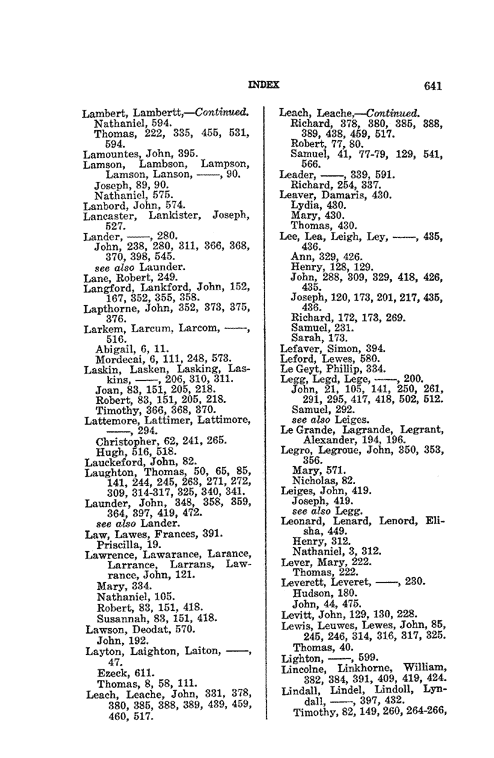 INDEX 641
Lambert, Lambertt,—Continued.
Nathaniel, 594.
Thomas, 222, 335, 455, 531,
594.
Lamountes, John, 395.
Lamson, Lambson, Lampson,
Lamson, Lanson, ——, 90.
Joseph, 89, 90.
Nathaniel, 575.
Lanbord, John, 574.
Lancaster, Lankister, Joseph,
527.
Lander, ——, 280.
John, 238, 280, 311, 366, 368,
370, 398, 545.
see also Launder.
Lane, Robert, 249.
Langford, Lankford, John, 152,
167, 352, 355, 358.
Lapthorne, John, 352, 373, 375,
376.
Larkem, Larcum, Larcom, ——,
516.
Abigail, 6, 11.
Mordecai, 6, 111, 248, 573.
Laskin, Lasken, Lasking, Las-
kins, ——, 206, 310, 311.
Joan, 83, 151, 205, 218.
Robert, 83, 151, 205, 218.
Timothy, 366, 368, 370.
Lattemore, Lattimer, Lattimore,
——, 294.
Christopher, 62, 241, 265.
Hugh, 516, 518.
Lauckeford, John, 82.
Laughton, Thomas, 50, 65, 85,
141, 244, 245, 263, 271, 272,
309, 314-317, 325, 340, 341.
Launder, John, 348, 358, 359,
364, 397, 419, 472.
see also Lander.
Law, Lawes, Frances, 391.
Priscilla, 19.
Lawrence, Lawarance, Larance,
Larrance, Larrans, Law-
rance, John, 121.
Mary, 334.
Nathaniel, 105.
Robert, 83, 151, 418.
Susannah, 83, 151, 418.
Lawson, Deodat, 570.
John, 192.
Layton, Laighton, Laiton, ——,
47.
Ezeck, 611.
Thomas, 8, 58, 111.
Leach, Leache, John, 331, 378,
380, 385, 388, 389, 439, 459,
460, 517.
Leach, Leache,—Continued.
Richard, 378, 380, 385, 388,
389, 438, 459, 517.
Robert, 77, 80.
Samuel, 41, 77-79, 129, 541,
566.
Leader, ——, 339, 591.
Richard, 254, 337.
Leaver, Damaris, 430.
Lydia, 430.
Mary, 430.
Thomas, 430.
Lee, Lea, Leigh, Ley, ——, 435,
436.
Ann, 329, 426.
Henry, 128, 129.
John, 288, 309, 329, 418, 426,
435.
Joseph, 120, 173, 201, 217, 435,
436.
Richard, 172, 173, 269.
Samuel, 231.
Sarah, 173.
Lefaver, Simon, 394.
Leford, Lewes, 580.
Le Geyt, Phillip, 334.
Legg, Legd, Lege, ——, 200.
John, 21, 105, 141, 250, 261,
291, 295, 417, 418, 502, 512.
Samuel, 292.
see also Leiges.
Le Grande, Lagrande, Legrant,
Alexander, 194, 196.
Legro, Legroue, John, 350, 353,
356.
Mary, 571.
Nicholas, 82.
Leiges, John, 419.
Joseph, 419.
see also Legg.
Leonard, Lenard, Lenord, Eli-
sha, 449.
Henry, 312.
Nathaniel, 3, 312.
Lever, Mary, 222.
Thomas, 222.
Leverett, Leveret, ——, 230.
Hudson, 180.
John, 44, 475.
Levitt, John, 129, 130, 228.
Lewis, Leuwes, Lewes, John, 85,
245, 246, 314, 316, 317, 325.
Thomas, 40.
Lighton, ——, 599.
Lincolne, Linkhorne, William,
382, 384, 391, 409, 419, 424.
Lindall, Lindel, Lindoll, Lyn-
dall, ——, 397, 432.
Timothy, 82, 149, 260, 264-266,